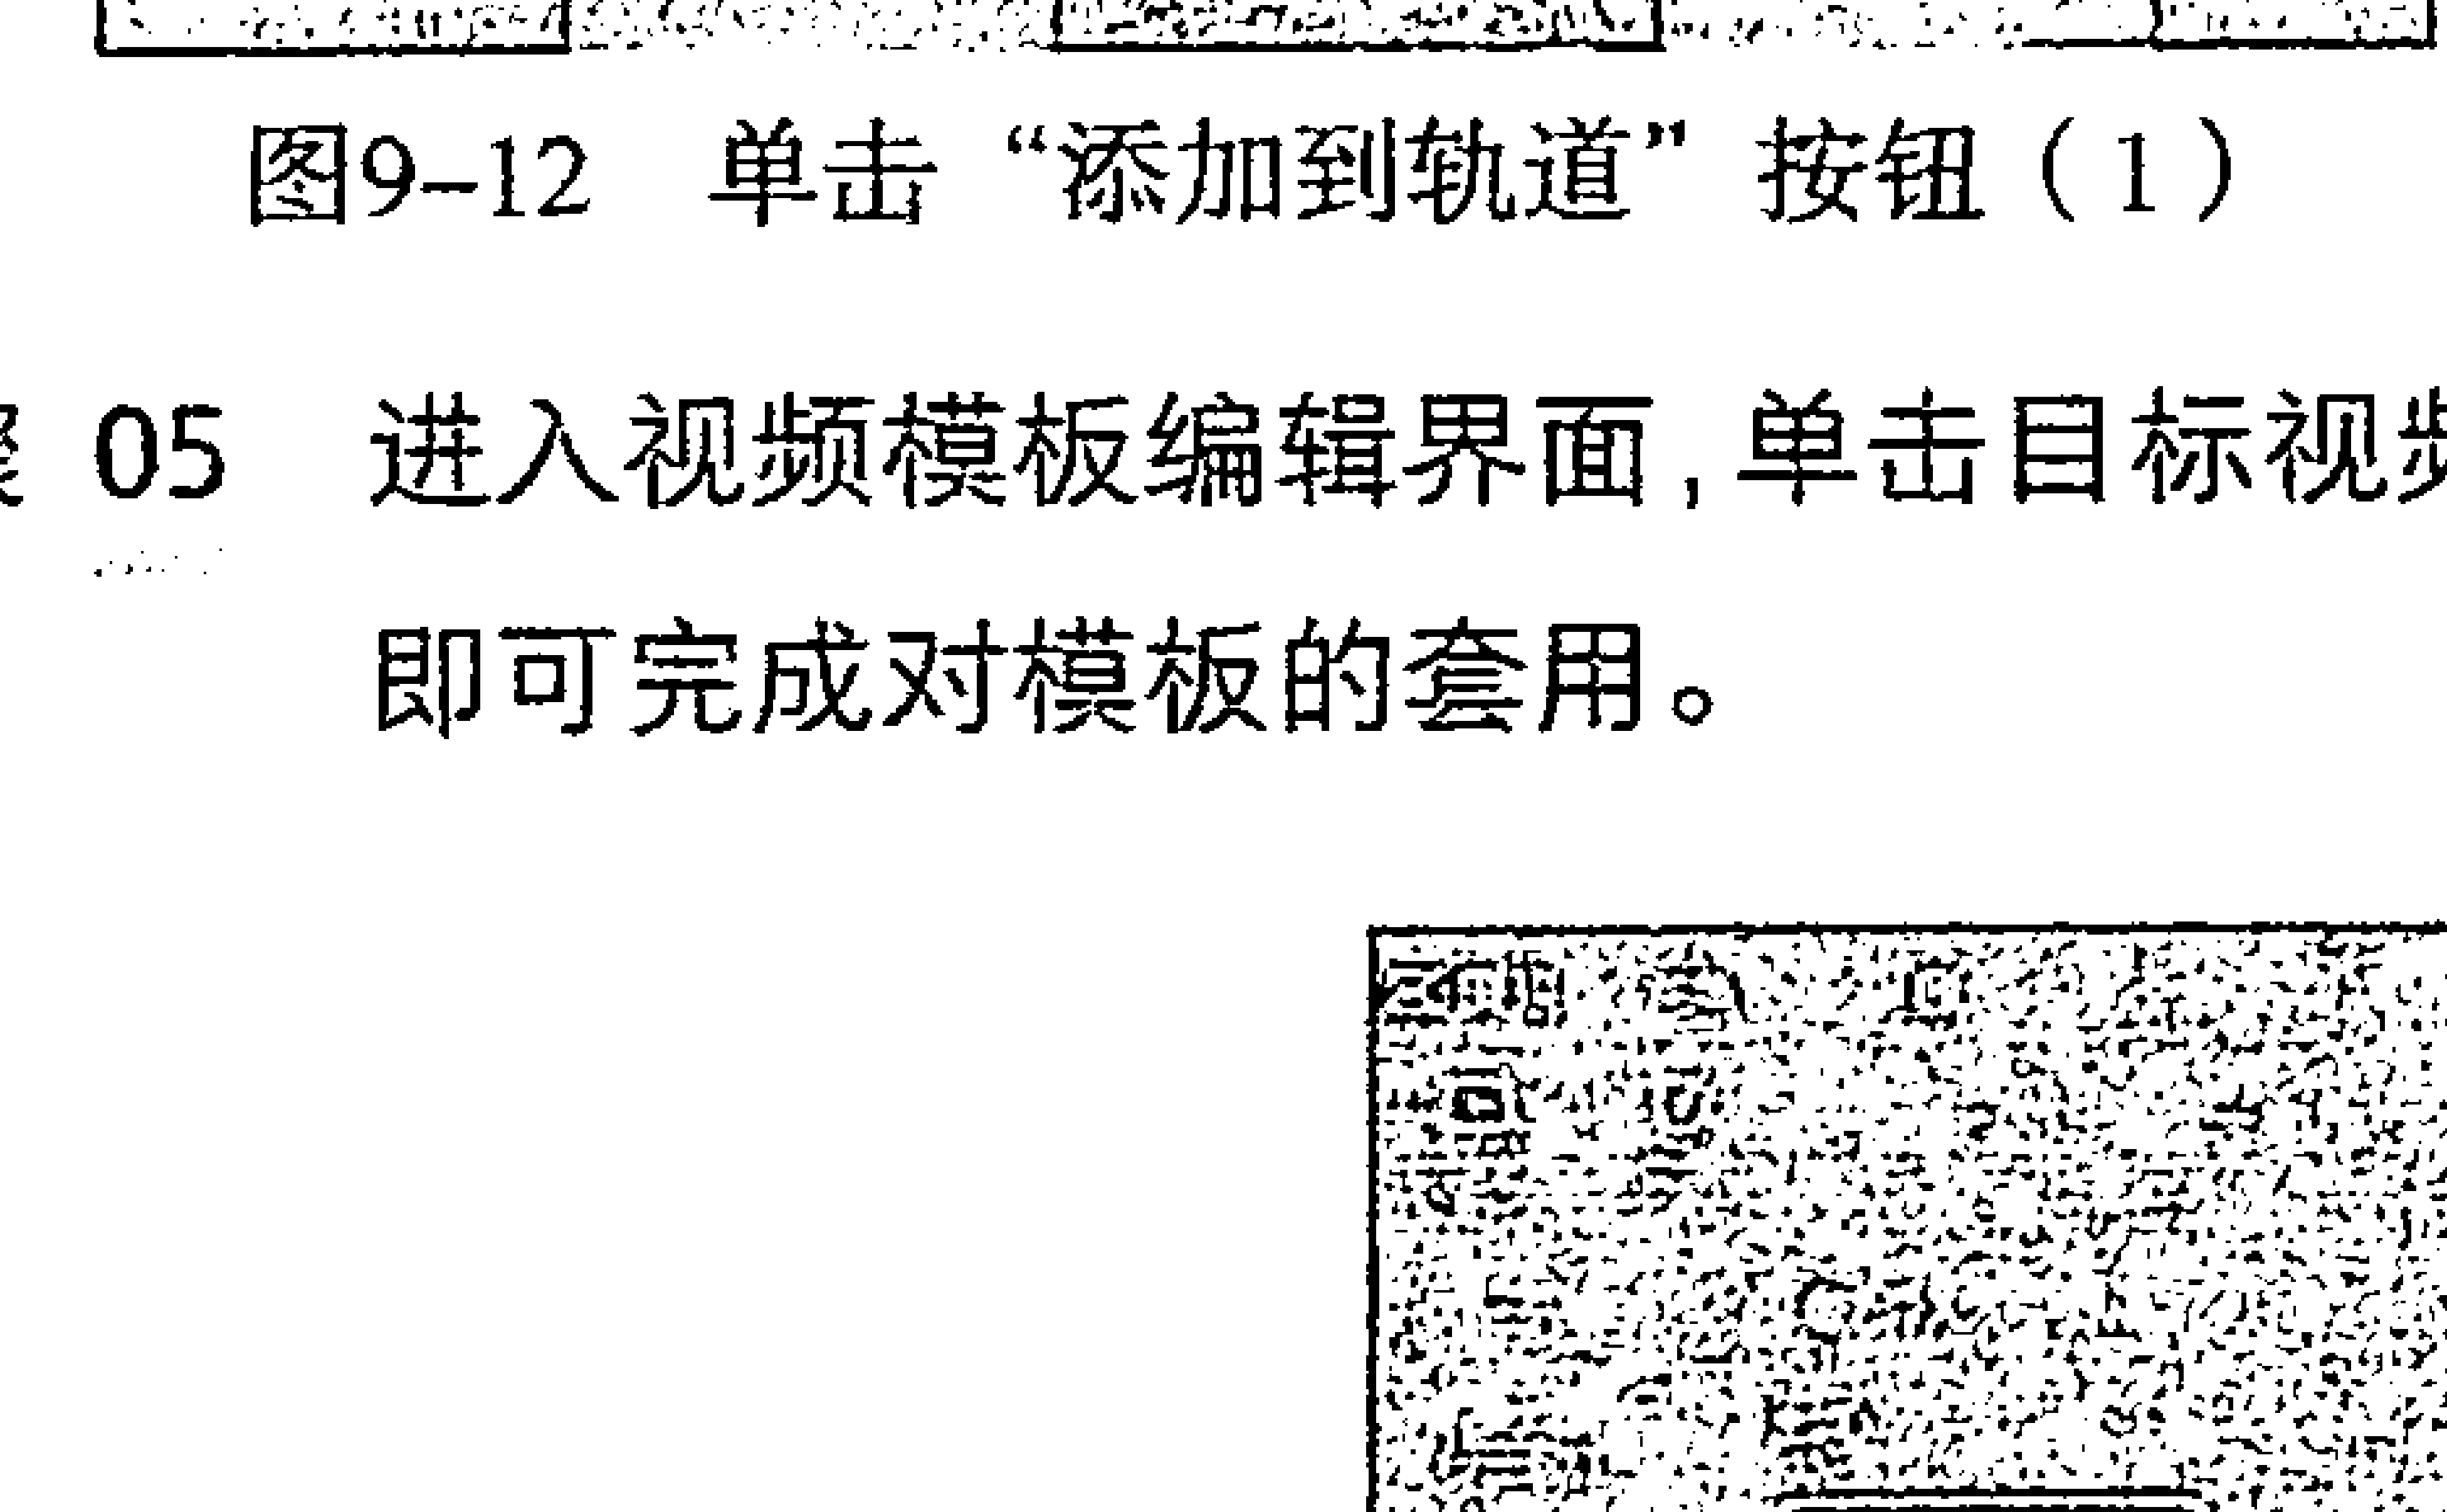 图9-12 单击“添加到轨道”按钮(1)
骤 05 进入视频模板编辑界面,单击目标视频
即可完成对模板的套用。